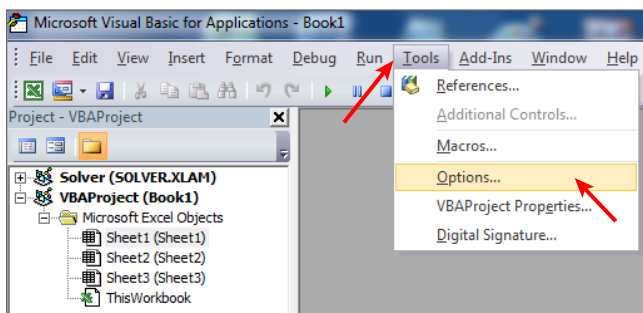 Microsoft Visual Basic for Applications - Book1
File Edit View Insert Format Debug Run Tools Add-Ins Window Help
References...
Additional Controls...
Macros...
Options...
VBAProject Properties...
Digital Signature...
Project - VBAProject
Solver (SOLVER.XLAM)
VBAProject (Book1)
Microsoft Excel Objects
Sheet1 (Sheet1)
Sheet2 (Sheet2)
Sheet3 (Sheet3)
ThisWorkbook